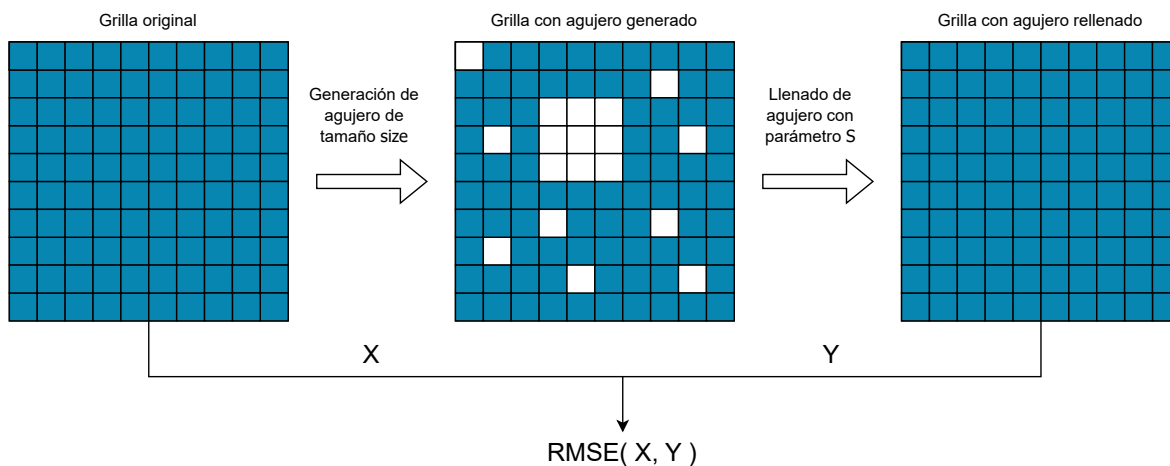 Grilla original
Grilla con agujero generado
Grilla con agujero rellenado
Generación de
agujero de
tamaño size
Llenado de
agujero con
parámetro S
X
Y
RMSE( X, Y )